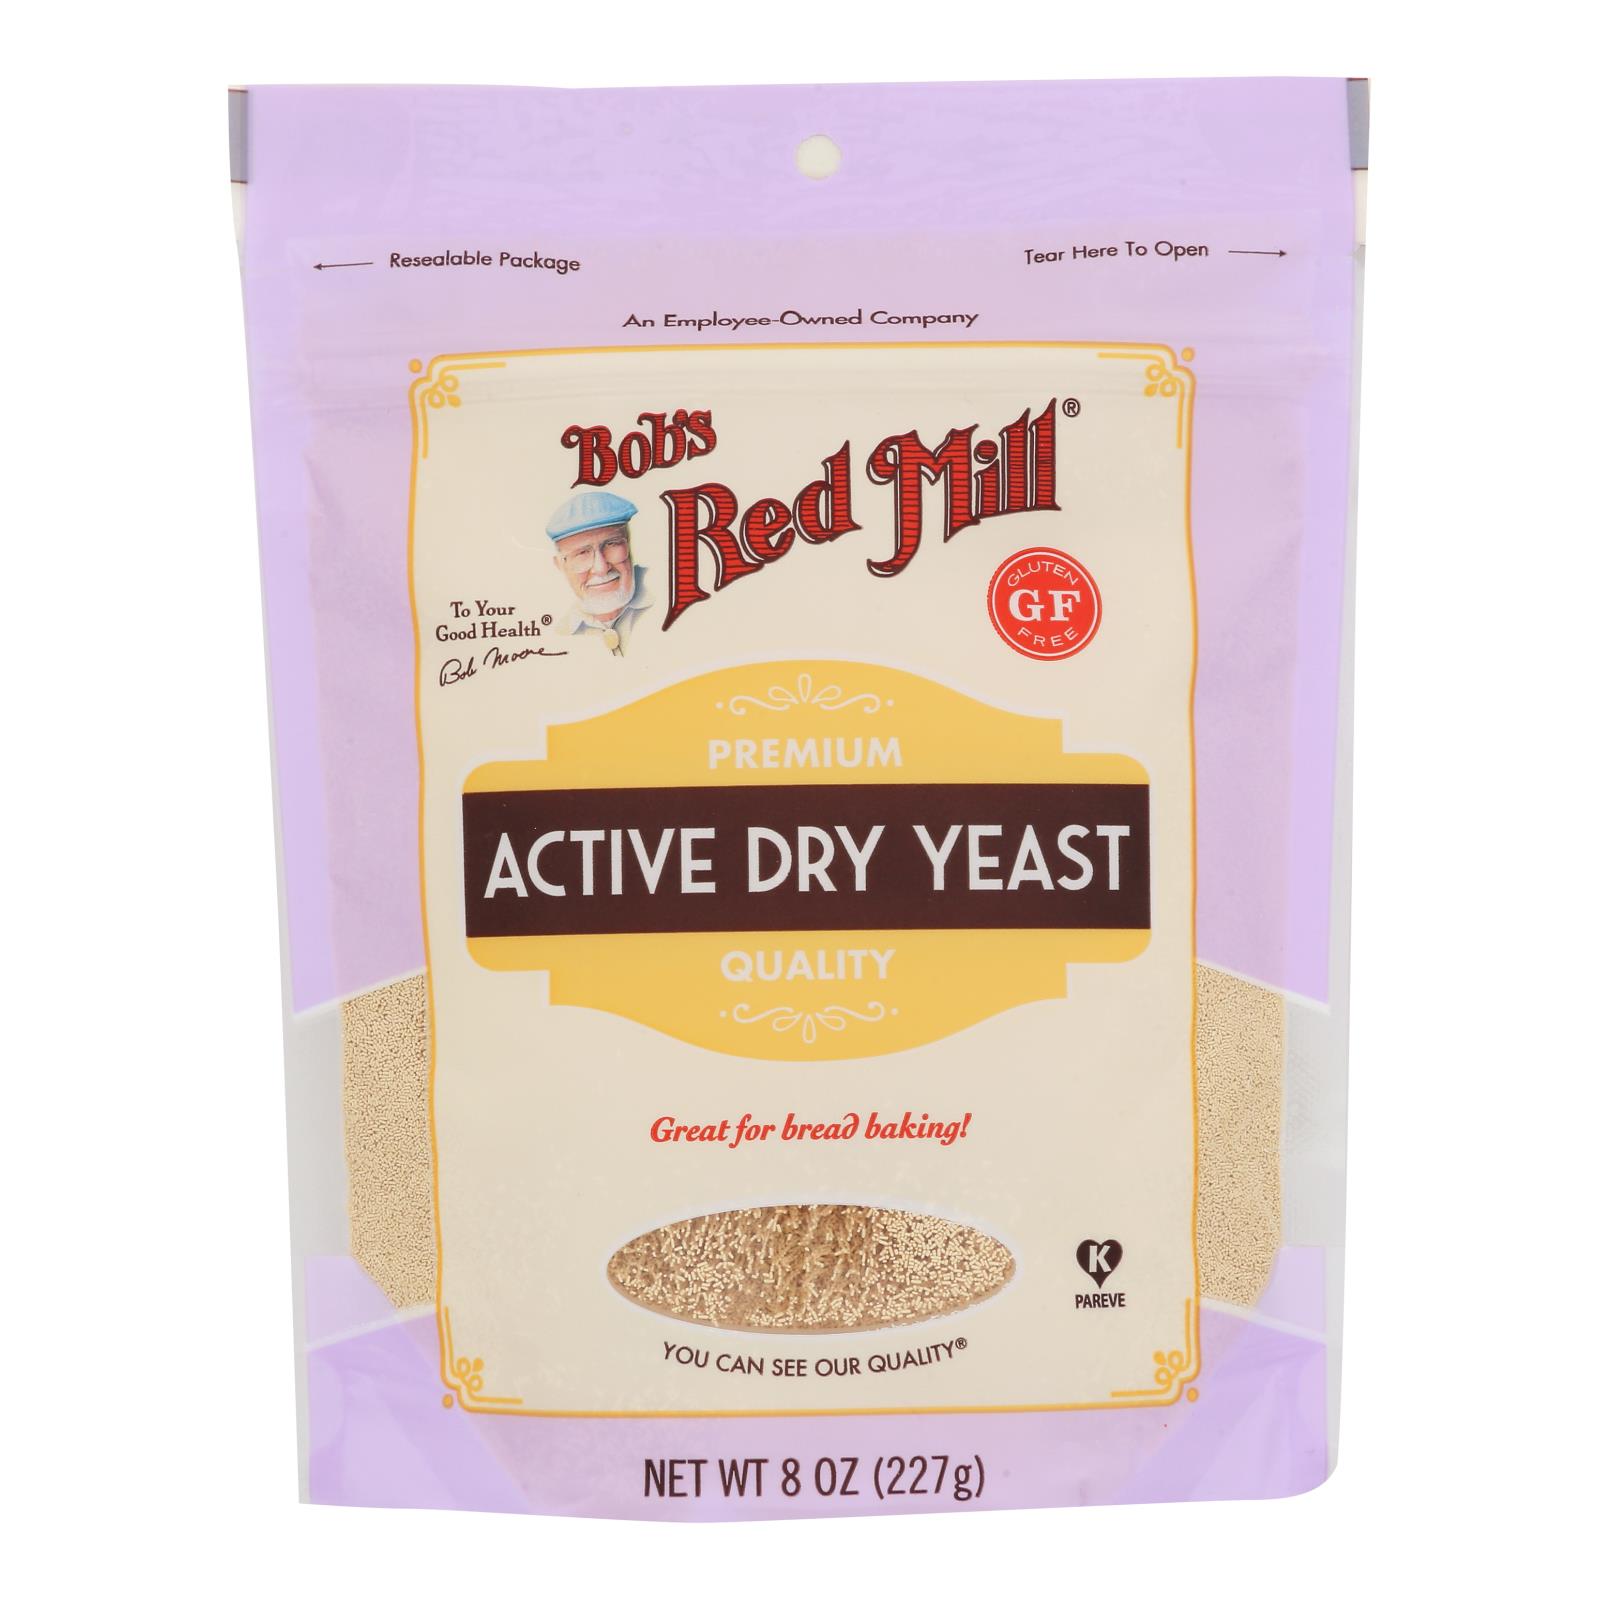 Resealable Package
Tear Here To Open
An Employee-Owned Company
Bob's
Red Mill®
To Your
Good Health®
Bob Moore
GLUTEN
GF
FREE
PREMIUM
ACTIVE DRY YEAST
QUALITY
Great for bread baking!
K
PAREVE
YOU CAN SEE OUR QUALITY®
NET WT 8 OZ (227g)